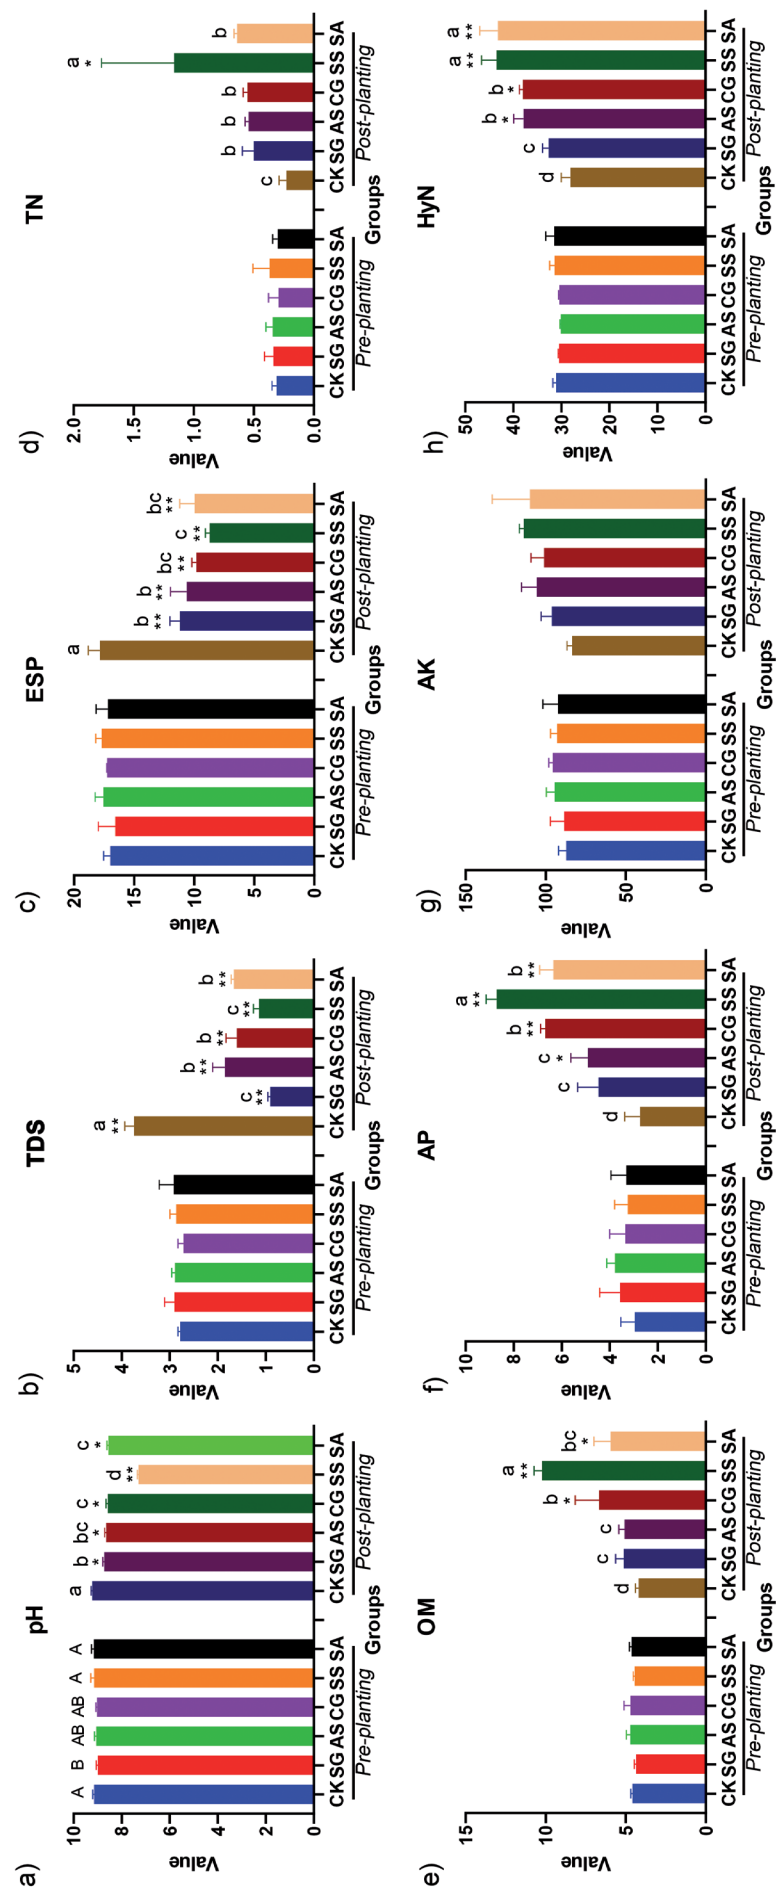 a)
pH
Value
10
8
6
4
2
0
A
B
AB
AB
A
A
a
b
*
bc
*
c
*
d
**
c
*
CK SG AS CG SS SA
CK SG AS CG SS SA
Pre-planting
Post-planting
Groups
b)
TDS
Value
5
4
3
2
1
0
a
**
c
**
b
**
b
**
c
**
b
**
CK SG AS CG SS SA
CK SG AS CG SS SA
Pre-planting
Post-planting
Groups
c)
ESP
Value
20
15
10
5
0
a
b
**
b
**
bc
**
c
**
bc
**
CK SG AS CG SS SA
CK SG AS CG SS SA
Pre-planting
Post-planting
Groups
d)
TN
Value
2.0
1.5
1.0
0.5
0.0
c
b
b
b
a
*
b
CK SG AS CG SS SA
CK SG AS CG SS SA
Pre-planting
Post-planting
Groups
e)
OM
Value
15
10
5
0
d
c
c
b
*
a
**
bc
*
CK SG AS CG SS SA
CK SG AS CG SS SA
Pre-planting
Post-planting
Groups
f)
AP
Value
10
8
6
4
2
0
d
c
c
*
b
**
a
**
b
**
CK SG AS CG SS SA
CK SG AS CG SS SA
Pre-planting
Post-planting
Groups
g)
AK
Value
150
100
50
0
CK SG AS CG SS SA
CK SG AS CG SS SA
Pre-planting
Post-planting
Groups
h)
HyN
Value
50
40
30
20
10
0
d
c
b
*
b
*
a
**
a
**
CK SG AS CG SS SA
CK SG AS CG SS SA
Pre-planting
Post-planting
Groups